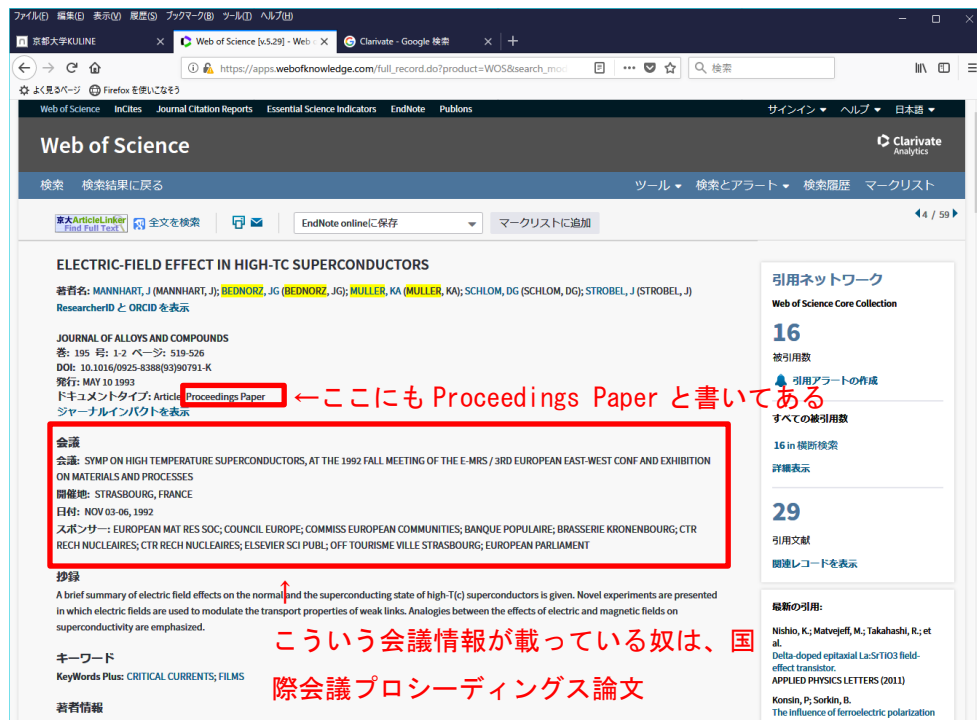 ファイル(F) 編集(E) 表示(V) 履歴(S) ブックマーク(B) ツール(T) ヘルプ(H)
京都大学KULINE Web of Science [v.5.29] - Web Clarivate - Google 検索
https://apps.webofknowledge.com/full_record.do?product=WOS&search_mod 検索
よく見るページ Firefox を使いこなそう
Web of Science InCites Journal Citation Reports Essential Science Indicators EndNote Publons サインイン ヘルプ 日本語
Web of Science Clarivate Analytics
検索 検索結果に戻る ツール 検索とアラート 検索履歴 マークリスト
京大ArticleLinker Find Full Text 全文を検索 EndNote onlineに保存 マークリストに追加 4 / 59
ELECTRIC-FIELD EFFECT IN HIGH-TC SUPERCONDUCTORS
著者名: MANNHART, J (MANNHART, J); BEDNORZ, JG (BEDNORZ, JG); MULLER, KA (MULLER, KA); SCHLOM, DG (SCHLOM, DG); STROBEL, J (STROBEL, J)
ResearcherID と ORCID を表示
JOURNAL OF ALLOYS AND COMPOUNDS
巻: 195 号: 1-2 ページ: 519-526
DOI: 10.1016/0925-8388(93)90791-K
発行: MAY 10 1993
ドキュメントタイプ: Article Proceedings Paper
←ここにも Proceedings Paper と書いてある
ジャーナルインパクトを表示
会議
会議: SYMP ON HIGH TEMPERATURE SUPERCONDUCTORS, AT THE 1992 FALL MEETING OF THE E-MRS / 3RD EUROPEAN EAST-WEST CONF AND EXHIBITION
ON MATERIALS AND PROCESSES
開催地: STRASBOURG, FRANCE
日付: NOV 03-06, 1992
スポンサー: EUROPEAN MAT RES SOC; COUNCIL EUROPE; COMMISS EUROPEAN COMMUNITIES; BANQUE POPULAIRE; BRASSERIE KRONENBOURG; CTR
RECH NUCLEAIRES; CTR RECH NUCLEAIRES; ELSEVIER SCI PUBL; OFF TOURISME VILLE STRASBOURG; EUROPEAN PARLIAMENT
抄録
A brief summary of electric field effects on the normal and the superconducting state of high-T(c) superconductors is given. Novel experiments are presented
in which electric fields are used to modulate the transport properties of weak links. Analogies between the effects of electric and magnetic fields on
superconductivity are emphasized.
↑
こういう会議情報が載っている奴は、国
際会議プロシーディングス論文
キーワード
KeyWords Plus: CRITICAL CURRENTS; FILMS
著者情報
引用ネットワーク
Web of Science Core Collection
16
被引用数
引用アラートの作成
すべての被引用数
16 in 横断検索
詳細表示
29
引用文献
関連レコードを表示
最新の引用:
Nishio, K.; Matvejeff, M.; Takahashi, R.; et
al.
Delta-doped epitaxial La:SrTiO3 field-
effect transistor.
APPLIED PHYSICS LETTERS (2011)
Konsin, P; Sorkin, B.
The influence of ferroelectric polarization